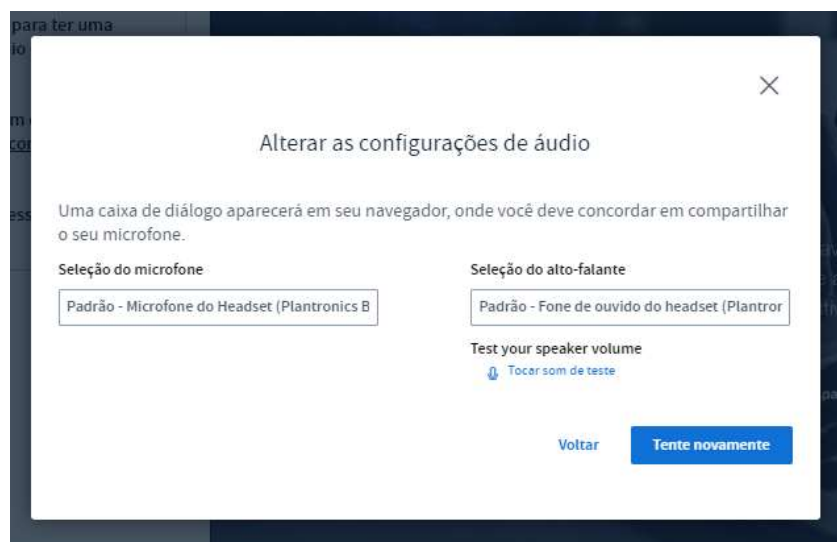 para ter uma
Alterar as configurações de áudio
Uma caixa de diálogo aparecerá em seu navegador, onde você deve concordar em compartilhar
o seu microfone.
Seleção do microfone
Padrão - Microfone do Headset (Plantronics B
Seleção do alto-falante
Padrão - Fone de ouvido do headset (Plantror
Test your speaker volume
Tocar som de teste
Voltar
Tente novamente